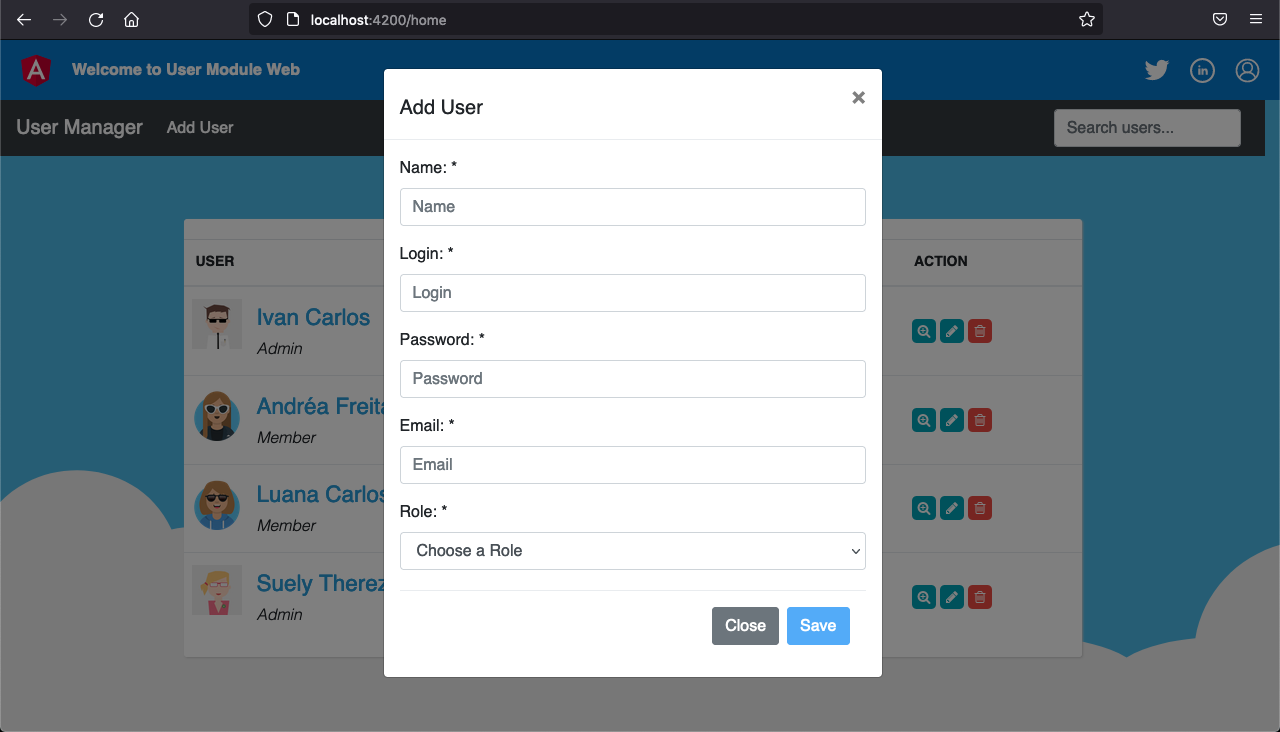 localhost:4200/home
A
Welcome to User Module Web
in
User Manager
Add User
Search users...
Add User
×
Name: *
Name
Login: *
Login
Password: *
Password
Email: *
Email
Role: *
Choose a Role
Close
Save
USER
ACTION
Ivan Carlos
Admin
Andréa Freita
Member
Luana Carlos
Member
Suely Therez
Admin